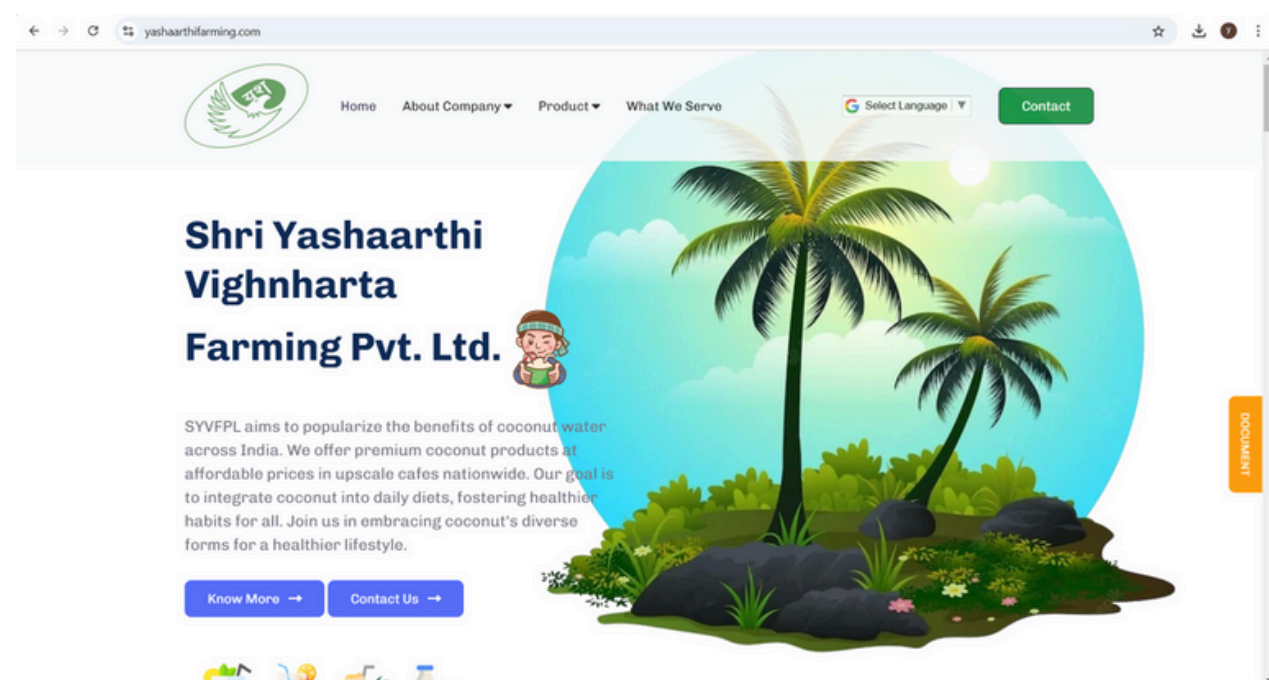 yashaarthifarming.com
Y
यश
Home About Company Product What We Serve
G Select Language
Contact
Shri Yashaarthi
Vighnharta
Farming Pvt. Ltd.
SYVFPL aims to popularize the benefits of coconut water
across India. We offer premium coconut products at
affordable prices in upscale cafes nationwide. Our goal is
to integrate coconut into daily diets, fostering healthier
habits for all. Join us in embracing coconut's diverse
forms for a healthier lifestyle.
Know More → Contact Us →
DOCUMENT